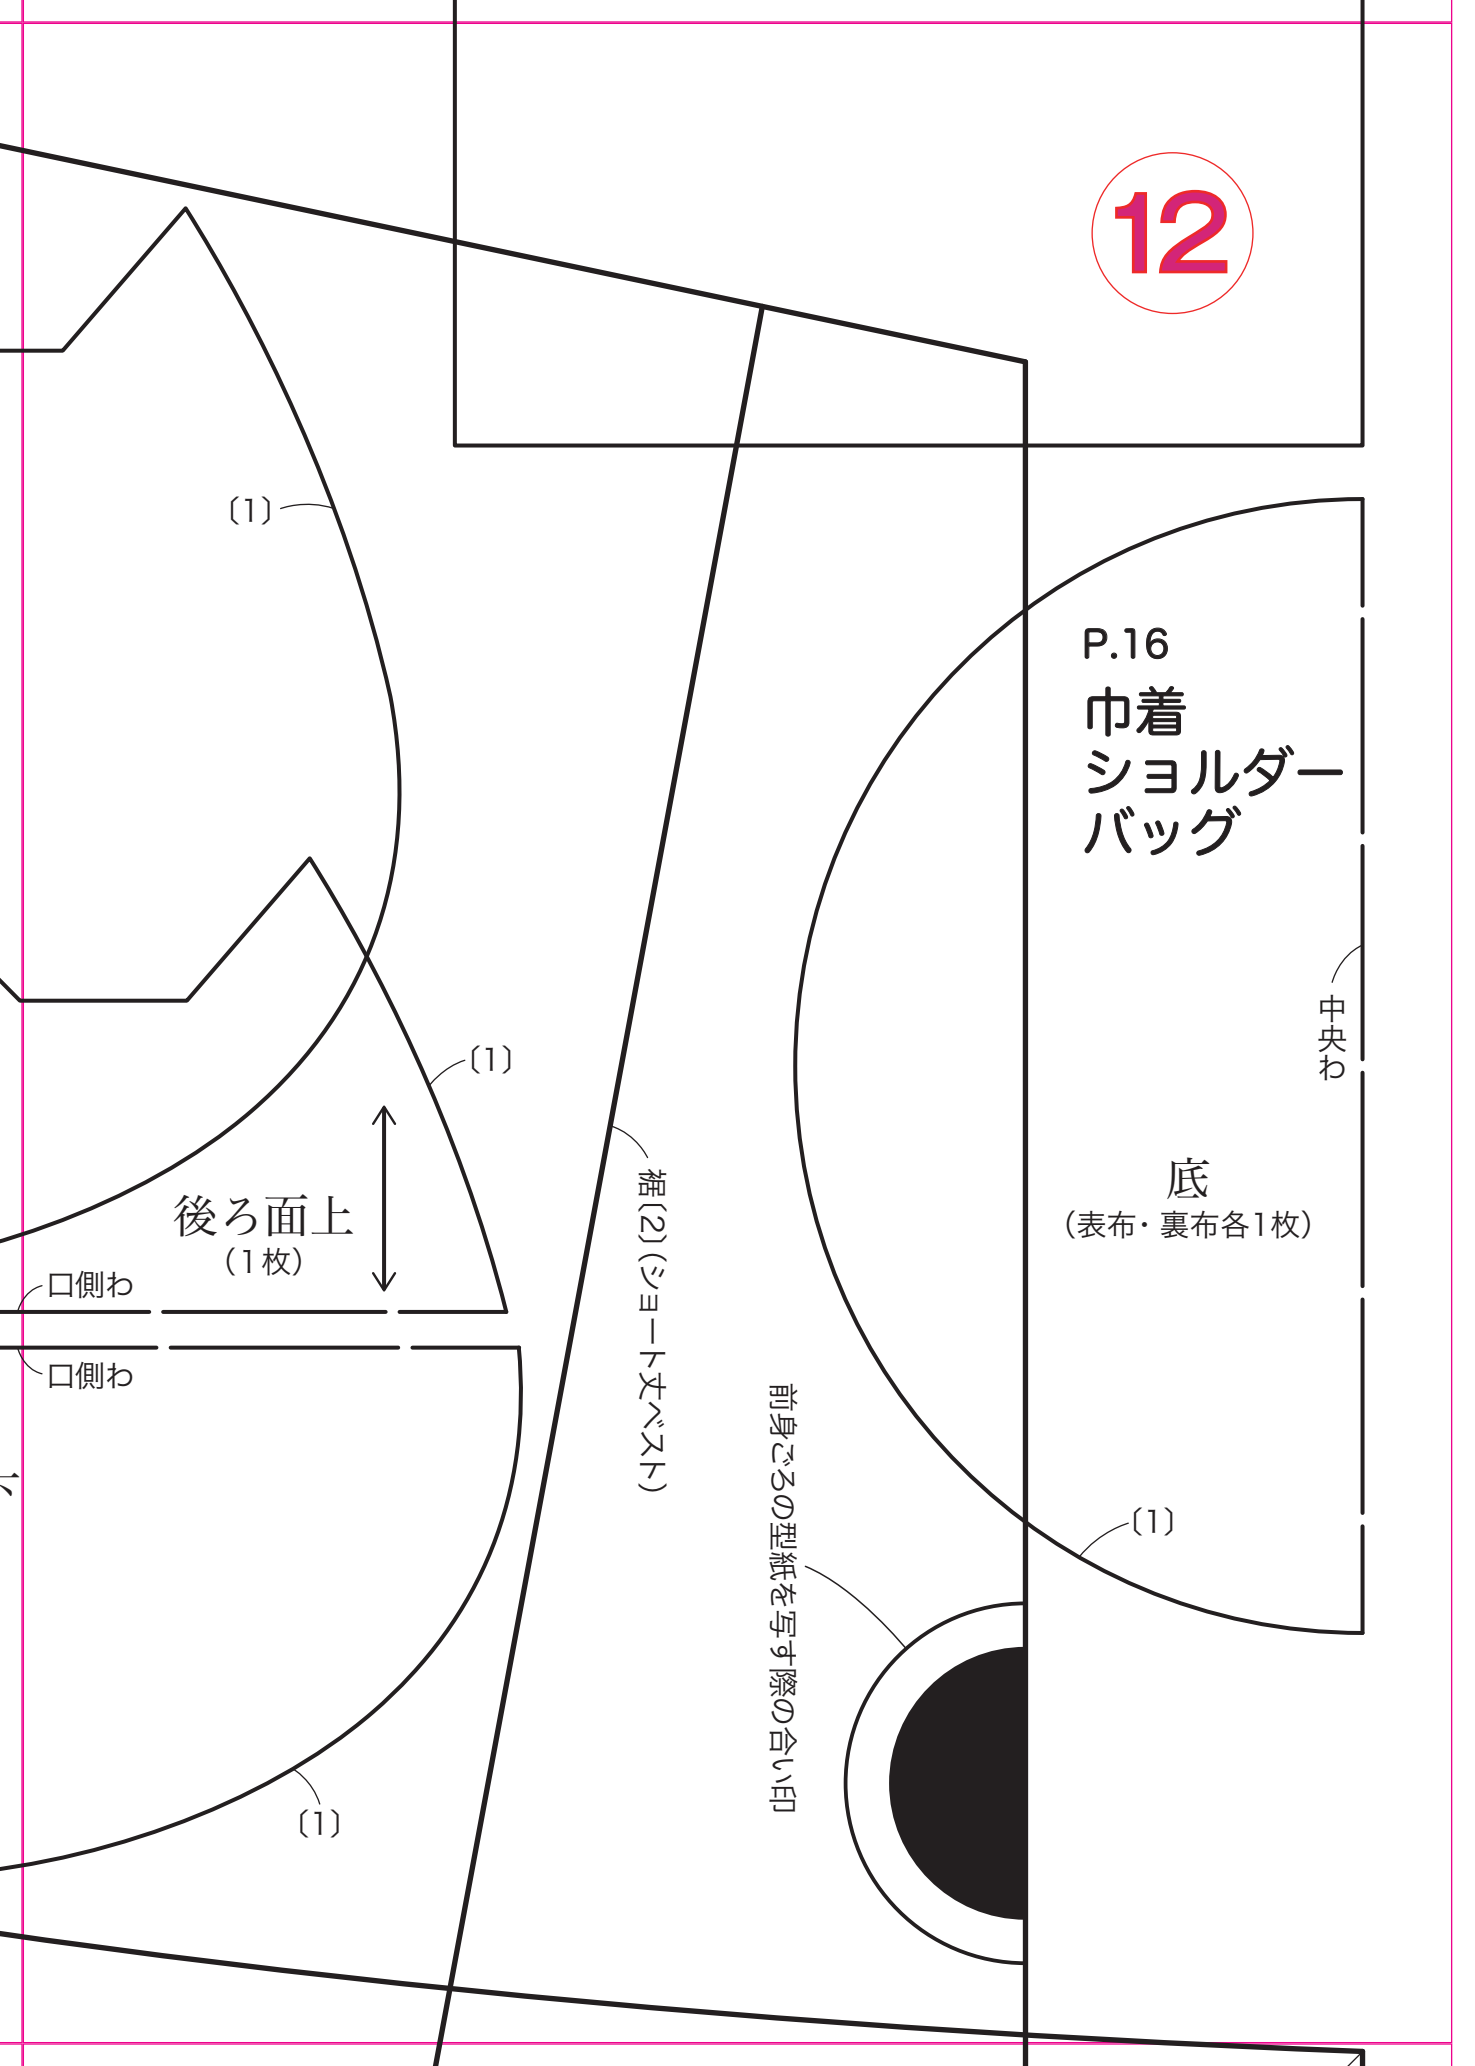 12
〔1〕
P.16
巾着
ショルダー
バッグ
中央わ
〔1〕
底
（表布・裏布各1枚）
後ろ面上
（1枚）
口側わ
口側わ
裾〔2〕（ショート丈ベスト）
前身ごろの型紙を写す際の合い印
〔1〕
〔1〕